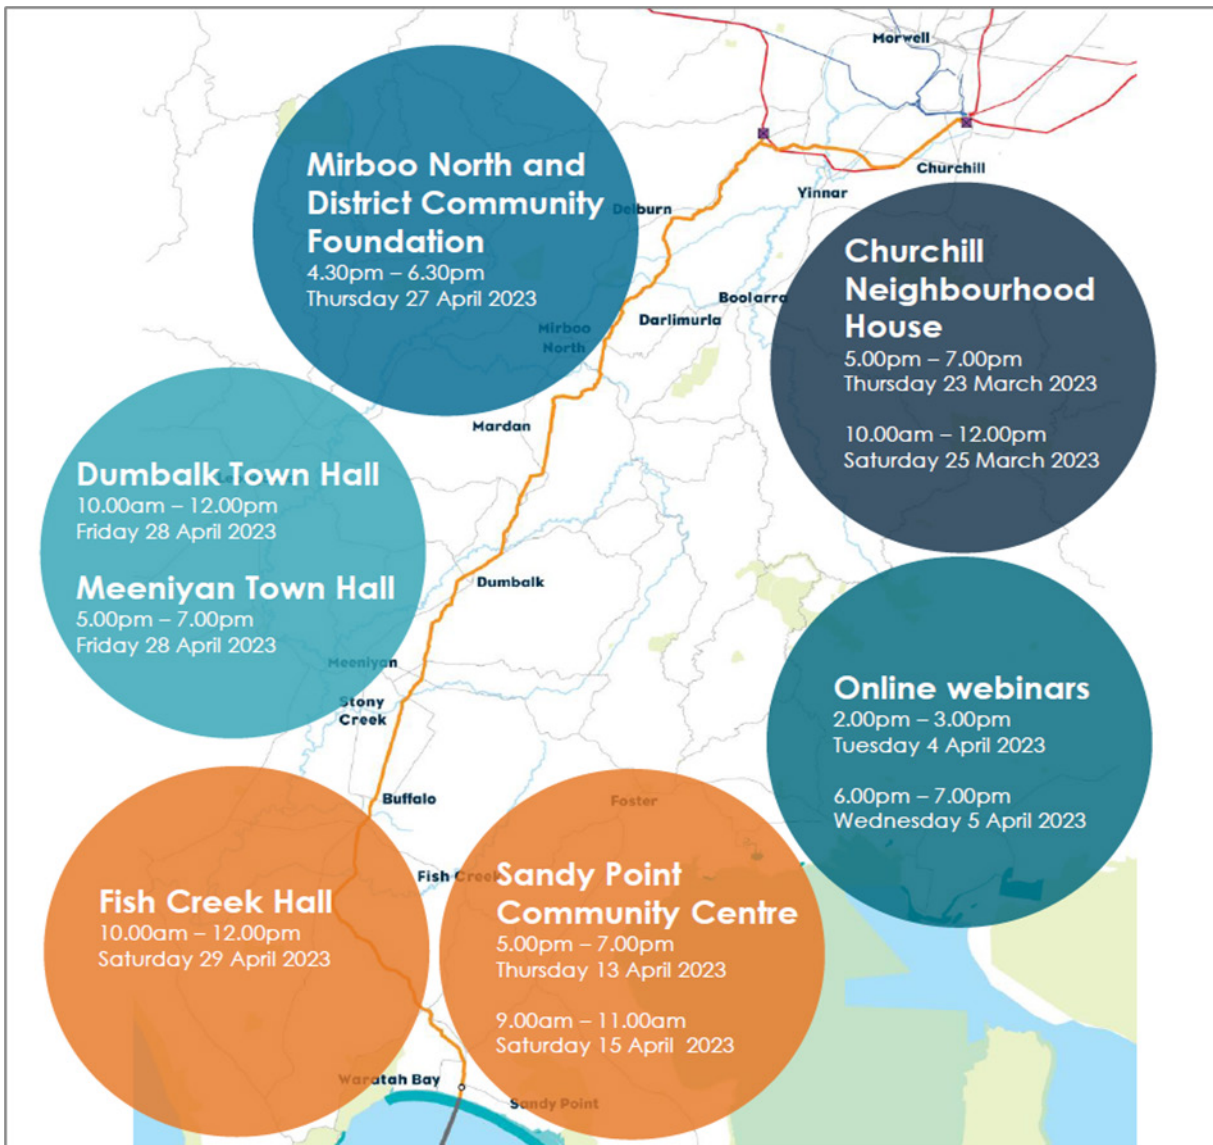 Morwell
Churchill
Yinnar
Mirboo North and
District Community
Foundation
4.30pm – 6.30pm
Thursday 27 April 2023
Delburn
Boolarra
Darlimurla
Mirboo
North
Mardan
Churchill
Neighbourhood
House
5.00pm – 7.00pm
Thursday 23 March 2023
10.00am – 12.00pm
Saturday 25 March 2023
Dumbalk Town Hall
10.00am – 12.00pm
Friday 28 April 2023
Meeniyan Town Hall
5.00pm – 7.00pm
Friday 28 April 2023
Dumbalk
Meeniyan
Stony
Creek
Online webinars
2.00pm – 3.00pm
Tuesday 4 April 2023
6.00pm – 7.00pm
Wednesday 5 April 2023
Buffalo
Foster
Fish Creek
Fish Creek Hall
10.00am – 12.00pm
Saturday 29 April 2023
Sandy Point
Community Centre
5.00pm – 7.00pm
Thursday 13 April 2023
9.00am – 11.00am
Saturday 15 April 2023
Waratah Bay
Sandy Point